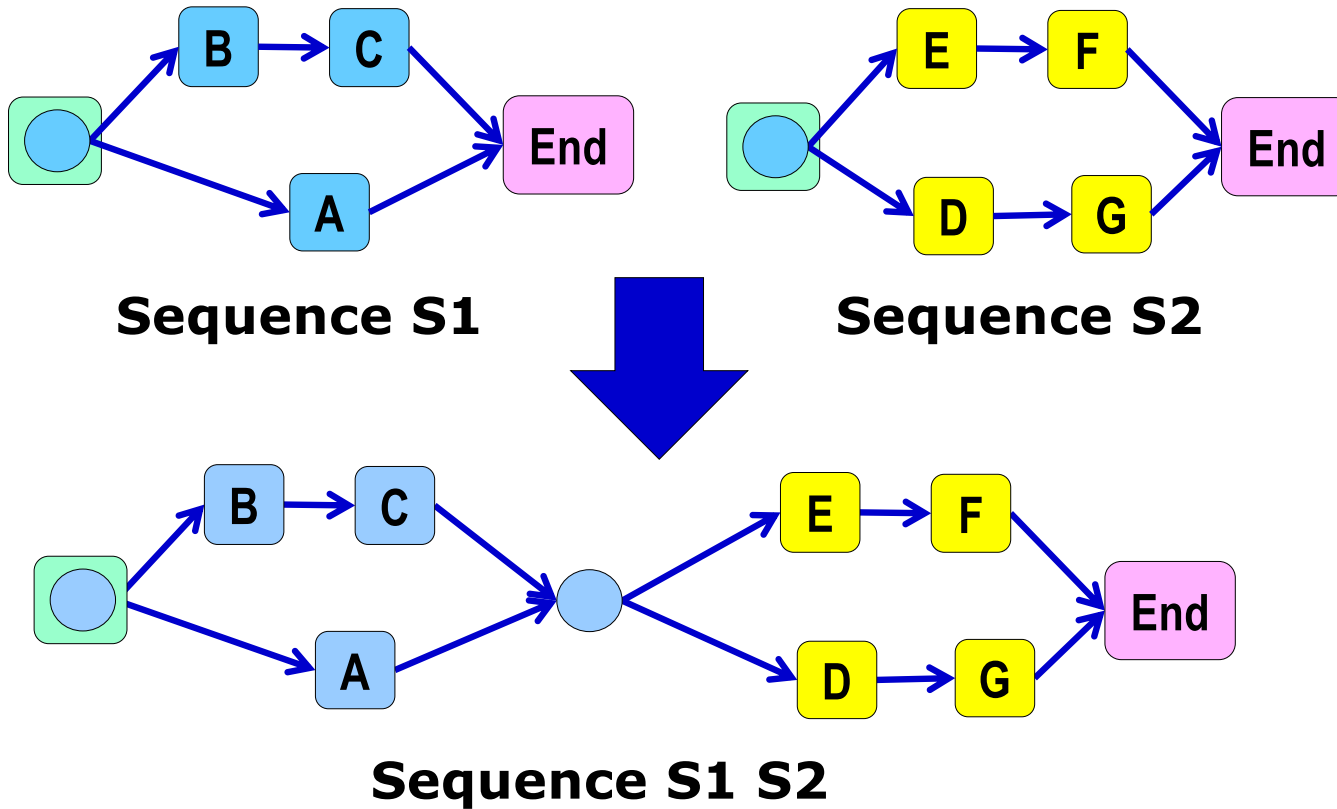 B
C
End
A
Sequence S1
E
F
End
D
G
Sequence S2
B
C
A
E
F
End
D
G
Sequence S1 S2